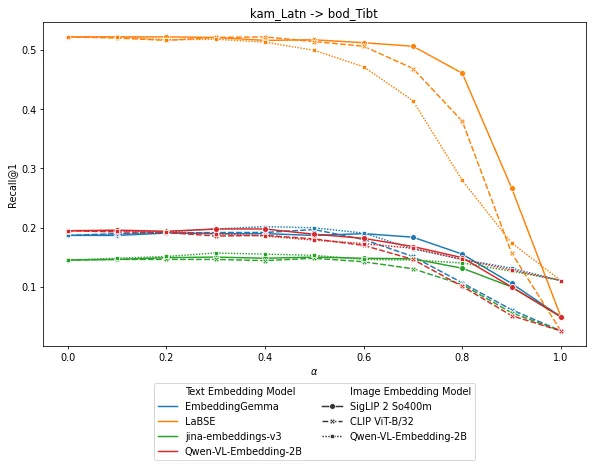 kam_Latn -> bod_Tibt
Recall@1
0.5
0.4
0.3
0.2
0.1
0.0 0.2 0.4 0.6 0.8 1.0
α
Text Embedding Model
EmbeddingGemma
LaBSE
jina-embeddings-v3
Qwen-VL-Embedding-2B
Image Embedding Model
SigLIP 2 So400m
CLIP ViT-B/32
Qwen-VL-Embedding-2B